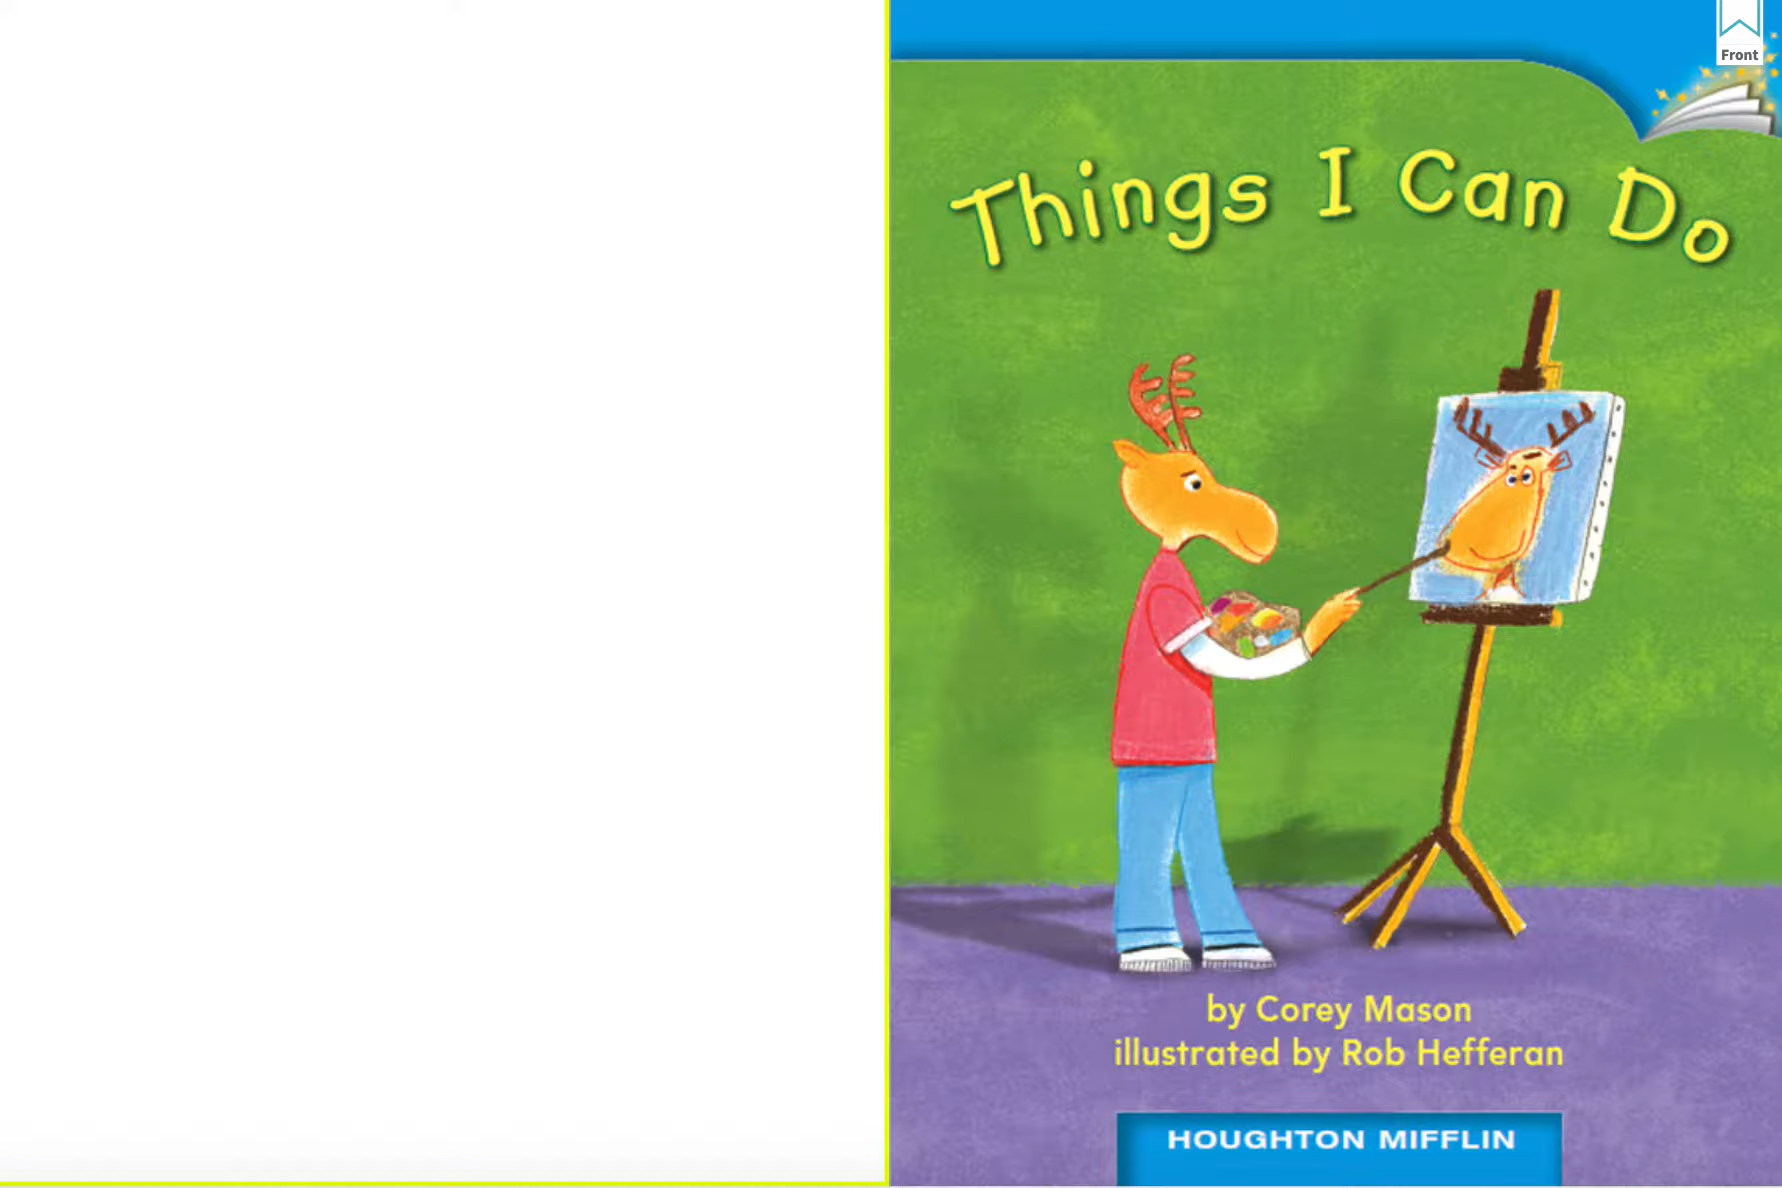 Front
Things I Can Do
by Corey Mason
illustrated by Rob Hefferan
HOUGHTON MIFFLIN